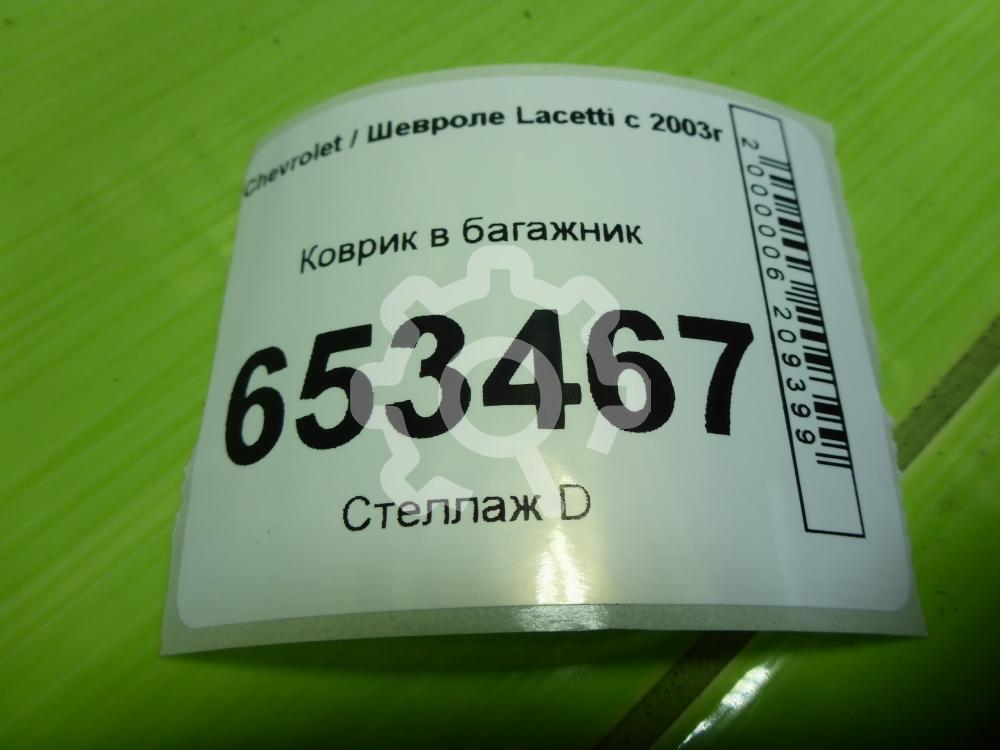 Chevrolet / Шевроле Lacetti с 2003г
Коврик в багажник
653467
Стеллаж D
2000006209399